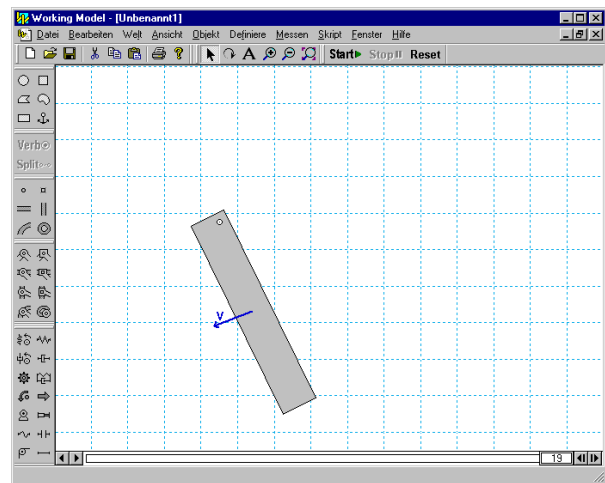 Working Model - [Unbenannt1]
Datei Bearbeiten Welt Ansicht Objekt Definiere Messen Skript Fenster Hilfe
A Start Stop Reset
Verb
Split
V
19